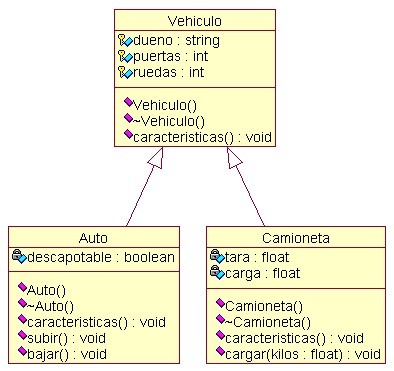 Vehiculo
dueno : string
puertas : int
ruedas : int
Vehiculo()
~Vehiculo()
caracteristicas() : void
Auto
descapotable : boolean
Auto()
~Auto()
caracteristicas() : void
subir() : void
bajar() : void
Camioneta
tara : float
carga : float
Camioneta()
~Camioneta()
caracteristicas() : void
cargar(kilos : float) : void